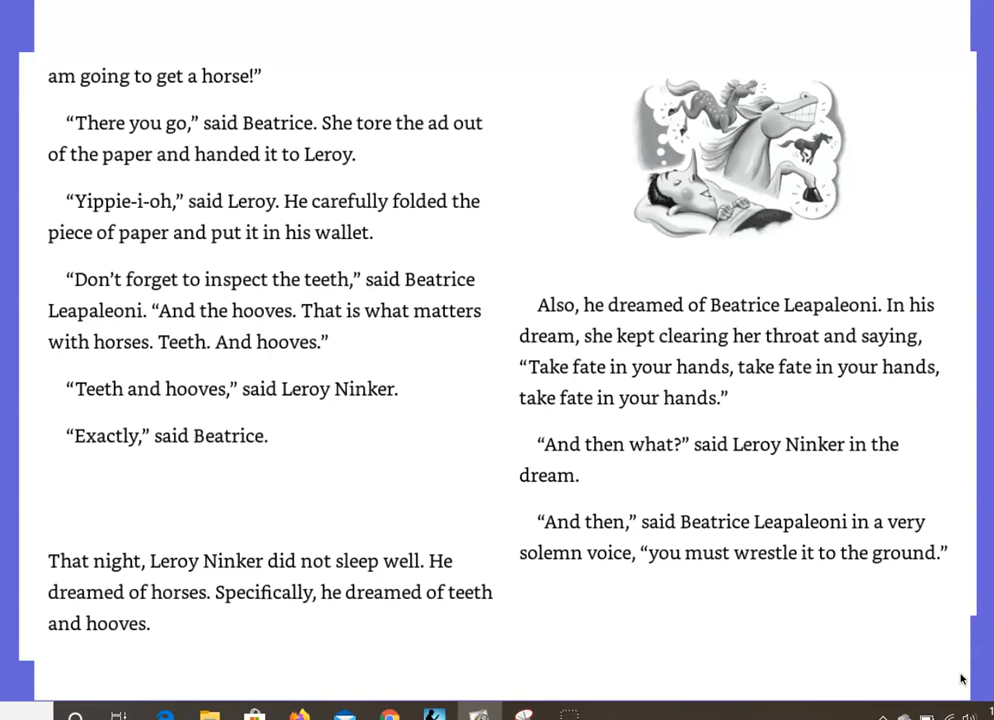 am going to get a horse!”
“There you go,” said Beatrice. She tore the ad out
of the paper and handed it to Leroy.
“Yippie-i-oh,” said Leroy. He carefully folded the
piece of paper and put it in his wallet.
“Don’t forget to inspect the teeth,” said Beatrice
Leapaleoni. “And the hooves. That is what matters
with horses. Teeth. And hooves.”
“Teeth and hooves,” said Leroy Ninker.
“Exactly,” said Beatrice.
That night, Leroy Ninker did not sleep well. He
dreamed of horses. Specifically, he dreamed of teeth
and hooves.
Also, he dreamed of Beatrice Leapaleoni. In his
dream, she kept clearing her throat and saying,
“Take fate in your hands, take fate in your hands,
take fate in your hands.”
“And then what?” said Leroy Ninker in the
dream.
“And then,” said Beatrice Leapaleoni in a very
solemn voice, “you must wrestle it to the ground.”